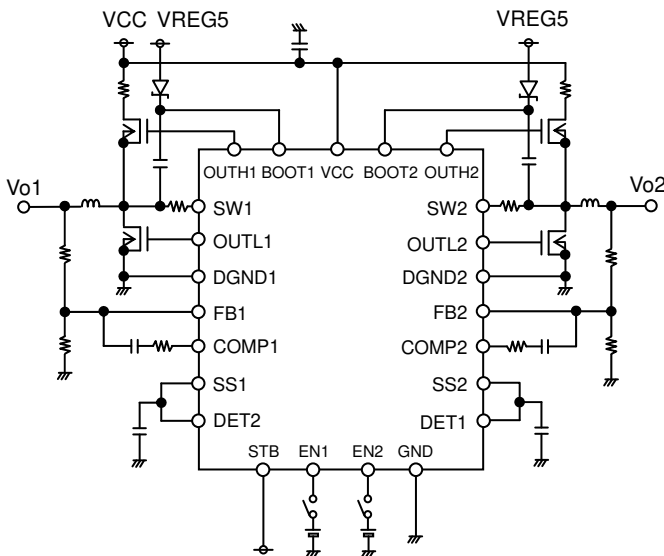 VCC VREG5 VREG5
OUTH1 BOOT1 VCC BOOT2 OUTH2
Vo1 Vo2
SW1 SW2
OUTL1 OUTL2
DGND1 DGND2
FB1 FB2
COMP1 COMP2
SS1 SS2
DET2 DET1
STB EN1 EN2 GND